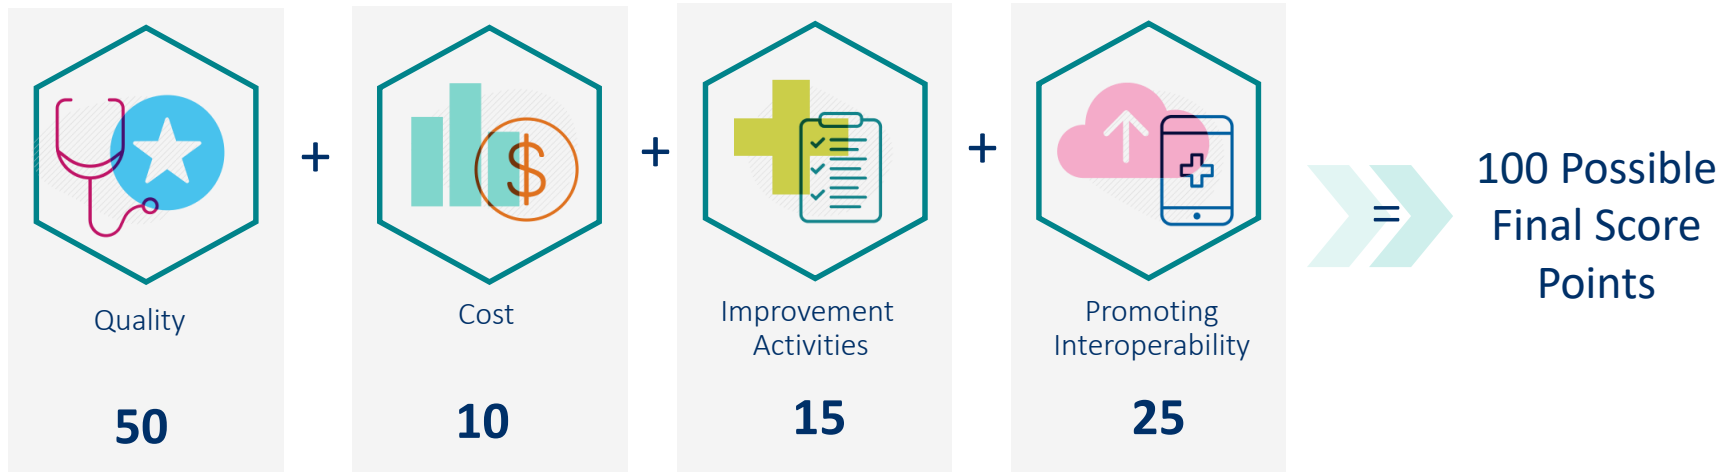 Quality
50
+
Cost
10
+
Improvement
Activities
15
+
Promoting
Interoperability
25
=
100 Possible
Final Score
Points